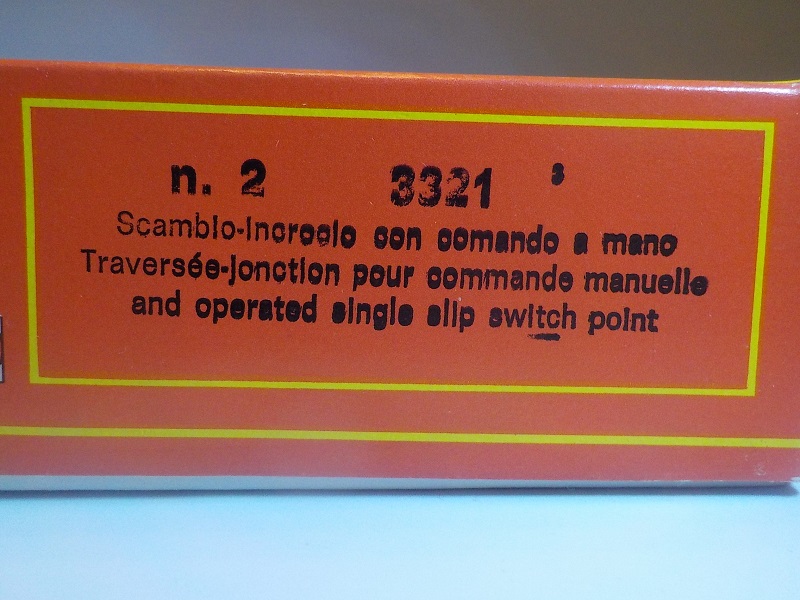 n. 2 3321 3
Scambio-Incrocio con comando a mano
Traversée-jonction pour commande manuelle
and operated single slip switch point